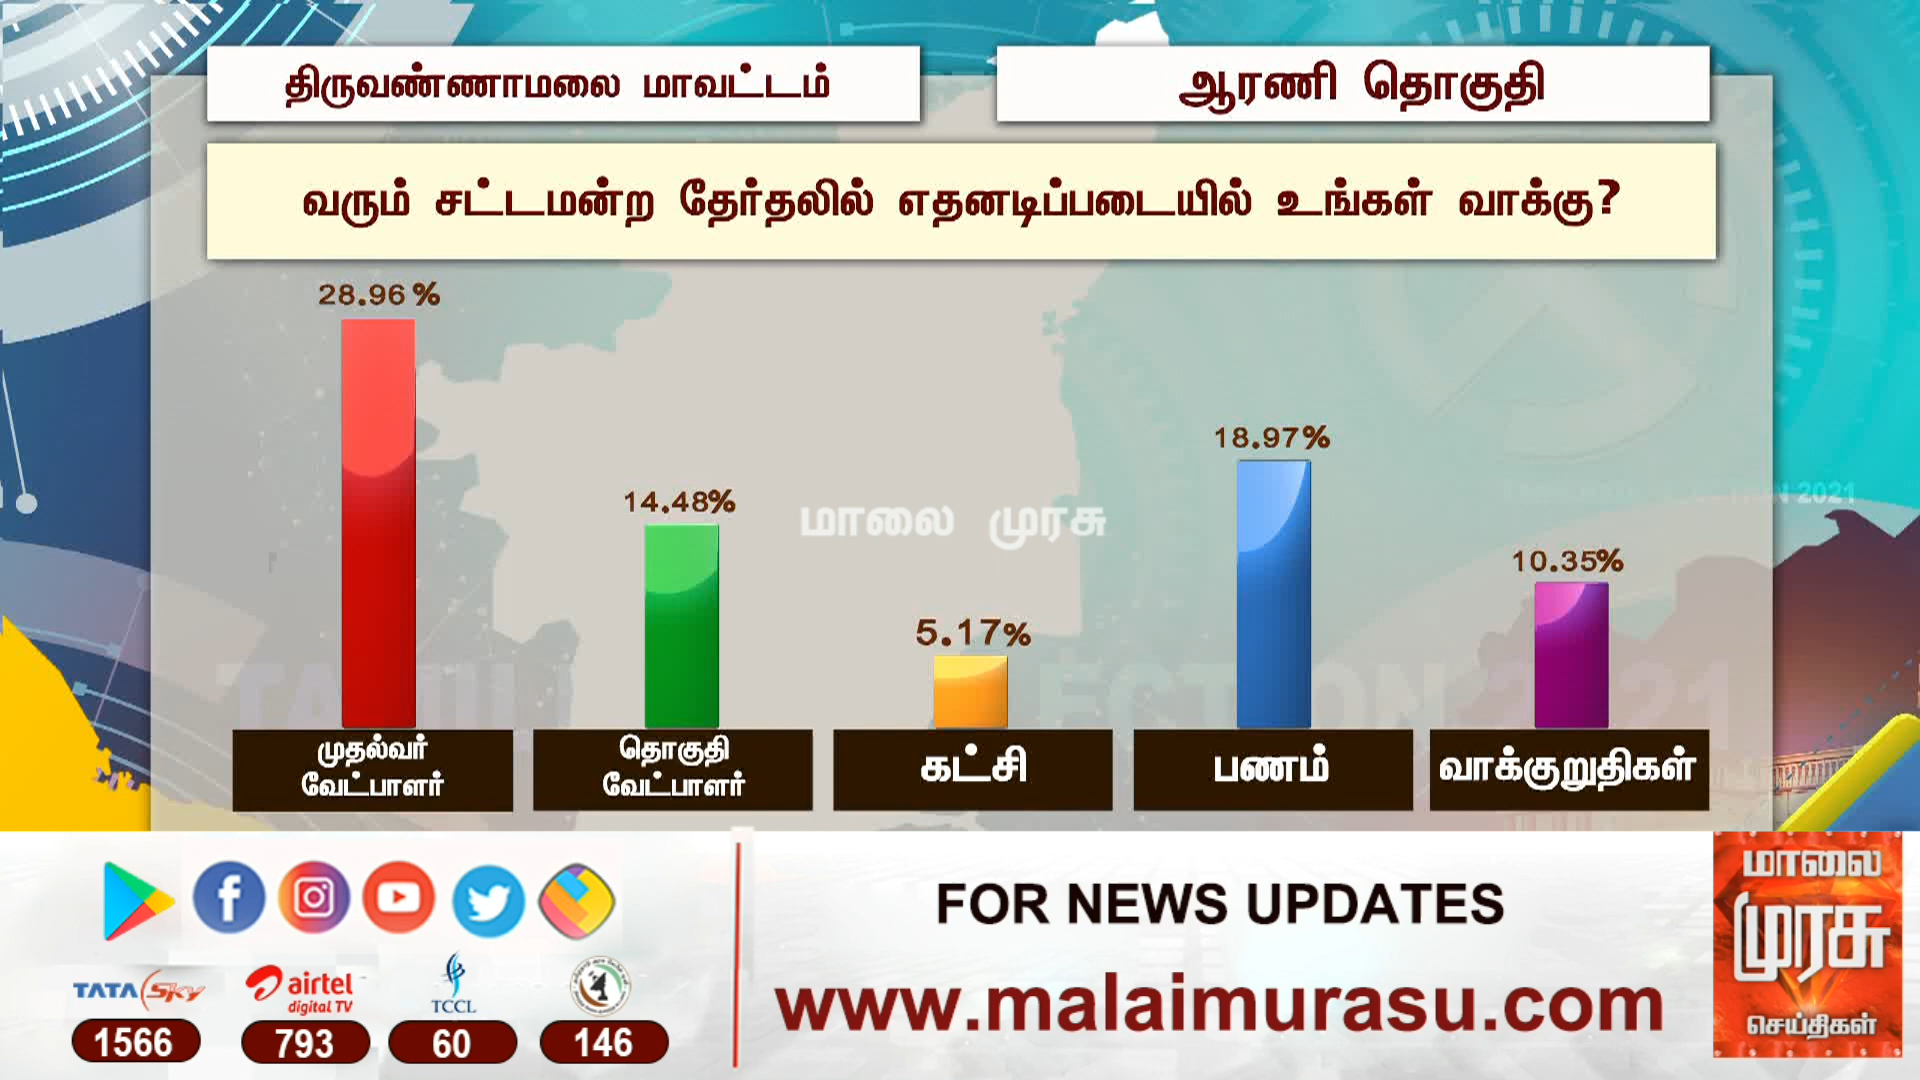 திருவண்ணாமலை மாவட்டம்
ஆரணி தொகுதி
வரும் சட்டமன்ற தேர்தலில் எதனடிப்படையில் உங்கள் வாக்கு?
28.96 %
14.48%
5.17%
18.97%
10.35%
மாலை முரசு
முதல்வர்
வேட்பாளர்
தொகுதி
வேட்பாளர்
கட்சி
பணம்
வாக்குறுதிகள்
FOR NEWS UPDATES
www.malaimurasu.com
TATA Sky
1566
airtel
digital TV
793
TCCL
60
146
மாலை
முரசு
செய்திகள்